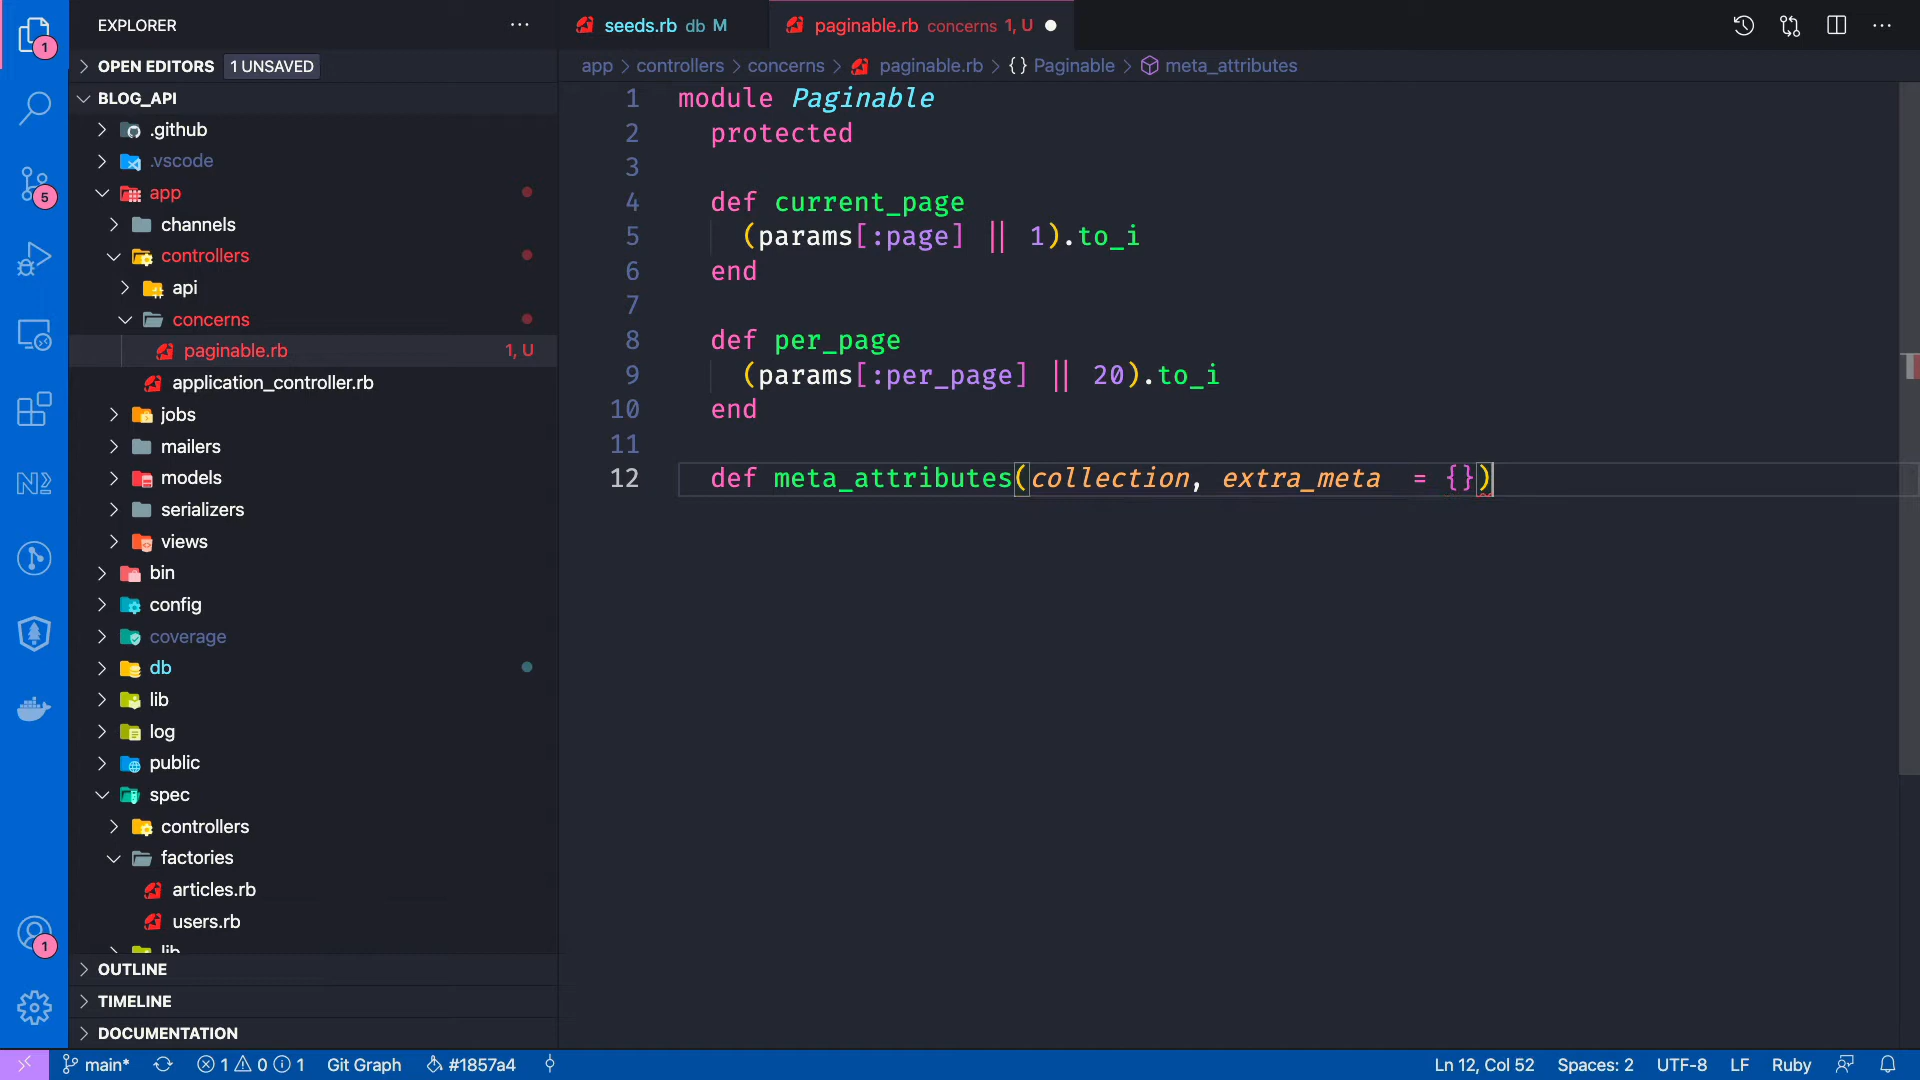 EXPLORER
OPEN EDITORS 1 UNSAVED
BLOG_API
.github
.vscode
app
channels
controllers
api
concerns
paginable.rb 1, U
application_controller.rb
jobs
mailers
models
serializers
views
bin
config
coverage
db
lib
log
public
spec
controllers
factories
articles.rb
users.rb
lib
OUTLINE
TIMELINE
DOCUMENTATION
1
5
1
seeds.rb db M
paginable.rb concerns 1, U
app > controllers > concerns > paginable.rb > {} Paginable > meta_attributes
1 module Paginable
2   protected
3
4   def current_page
5     (params[:page] || 1).to_i
6   end
7
8   def per_page
9     (params[:per_page] || 20).to_i
10   end
11
12   def meta_attributes(collection, extra_meta  = {})
main* 1 0 1 Git Graph #1857a4
Ln 12, Col 52 Spaces: 2 UTF-8 LF Ruby